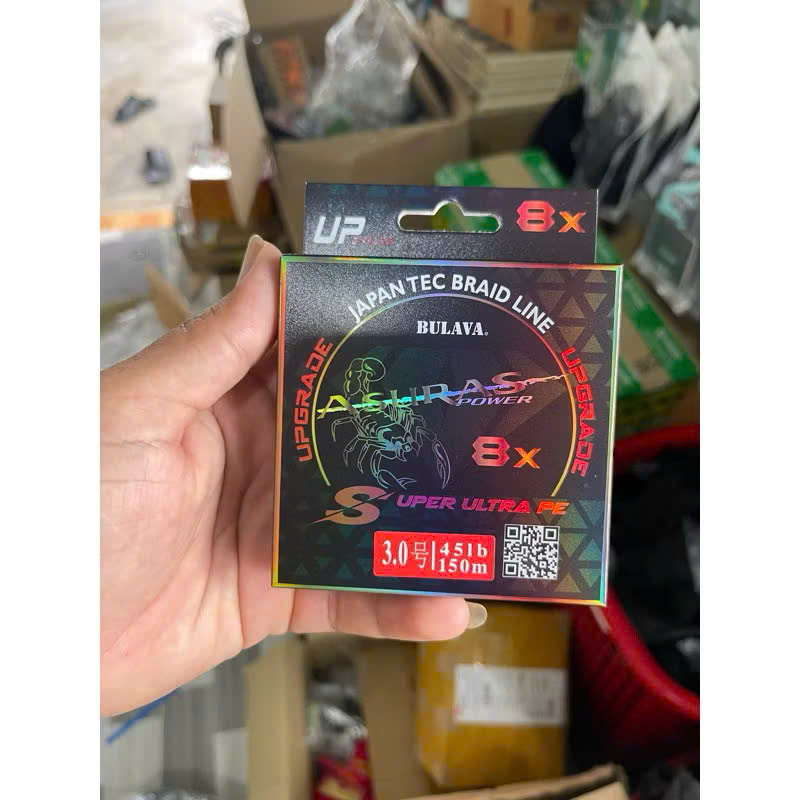 UP
8x
JAPAN TEC BRAID LINE
BULAVA
UPGRADE
UPGRADE
ASURAS
POWER
8x
SUPER ULTRA PE
3.0号
45lb
150m